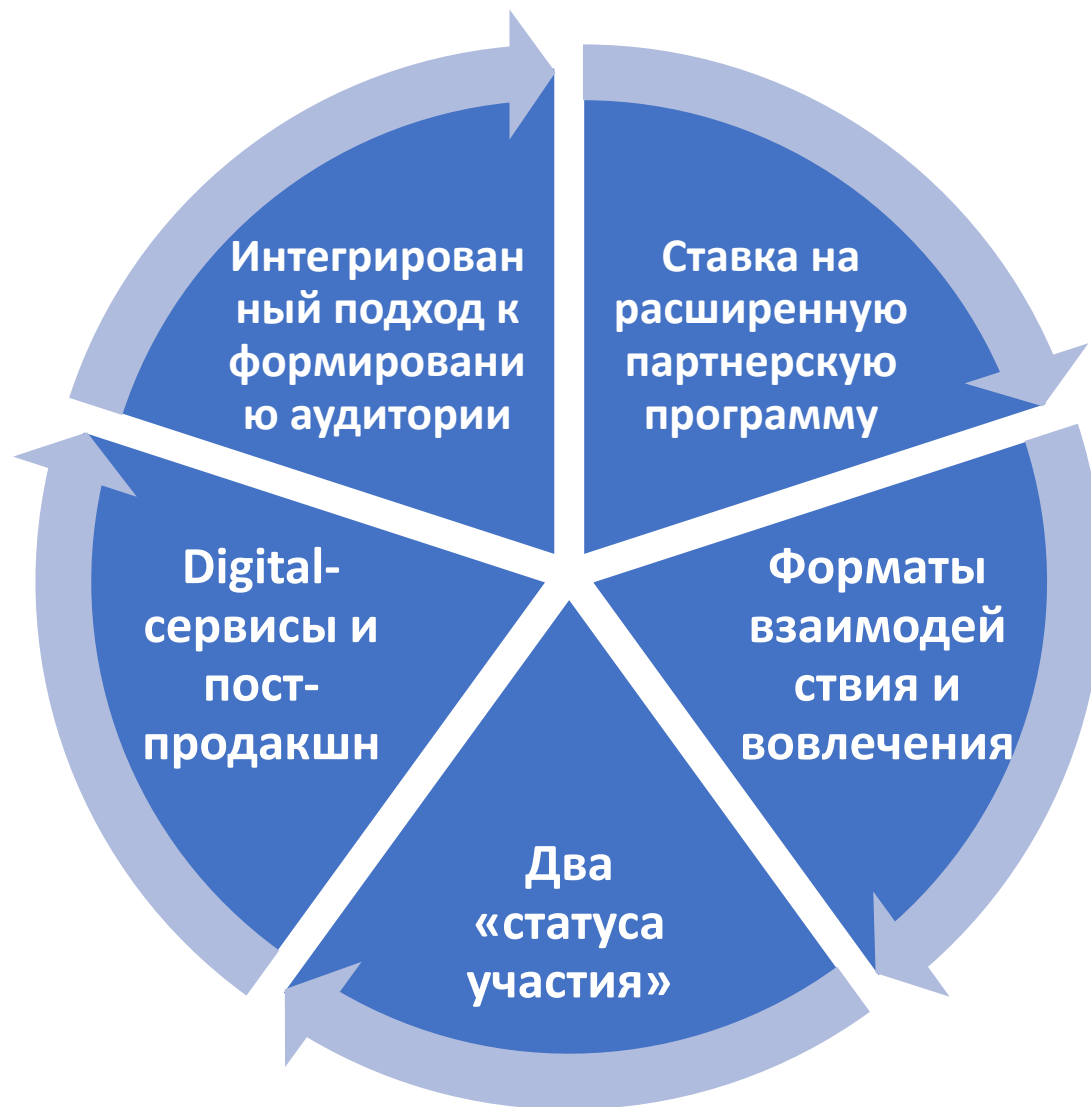 Интегрирован
ный подход к
формировани
ю аудитории
Ставка на
расширенную
партнерскую
программу
Digital-
сервисы и
пост-
продакшн
Форматы
взаимодей
ствия и
вовлечения
Два
«статуса
участия»